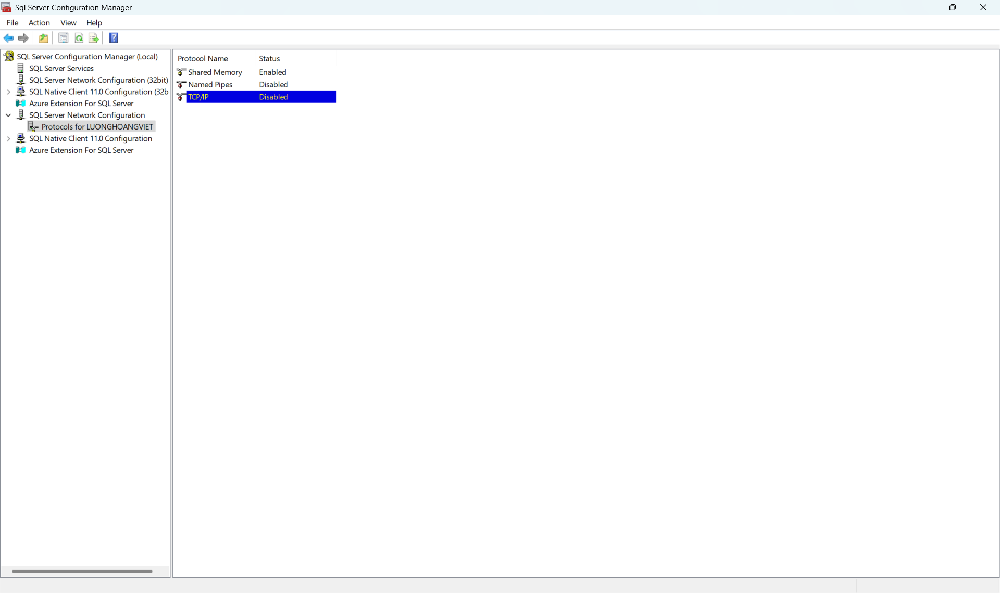 Sql Server Configuration Manager
File Action View Help
SQL Server Configuration Manager (Local)
SQL Server Services
SQL Server Network Configuration (32bit)
SQL Native Client 11.0 Configuration (32b
Azure Extension For SQL Server
SQL Server Network Configuration
Protocols for LUONGHOANGVIET
SQL Native Client 11.0 Configuration
Azure Extension For SQL Server
Protocol Name Status
Shared Memory Enabled
Named Pipes Disabled
TCP/IP Disabled